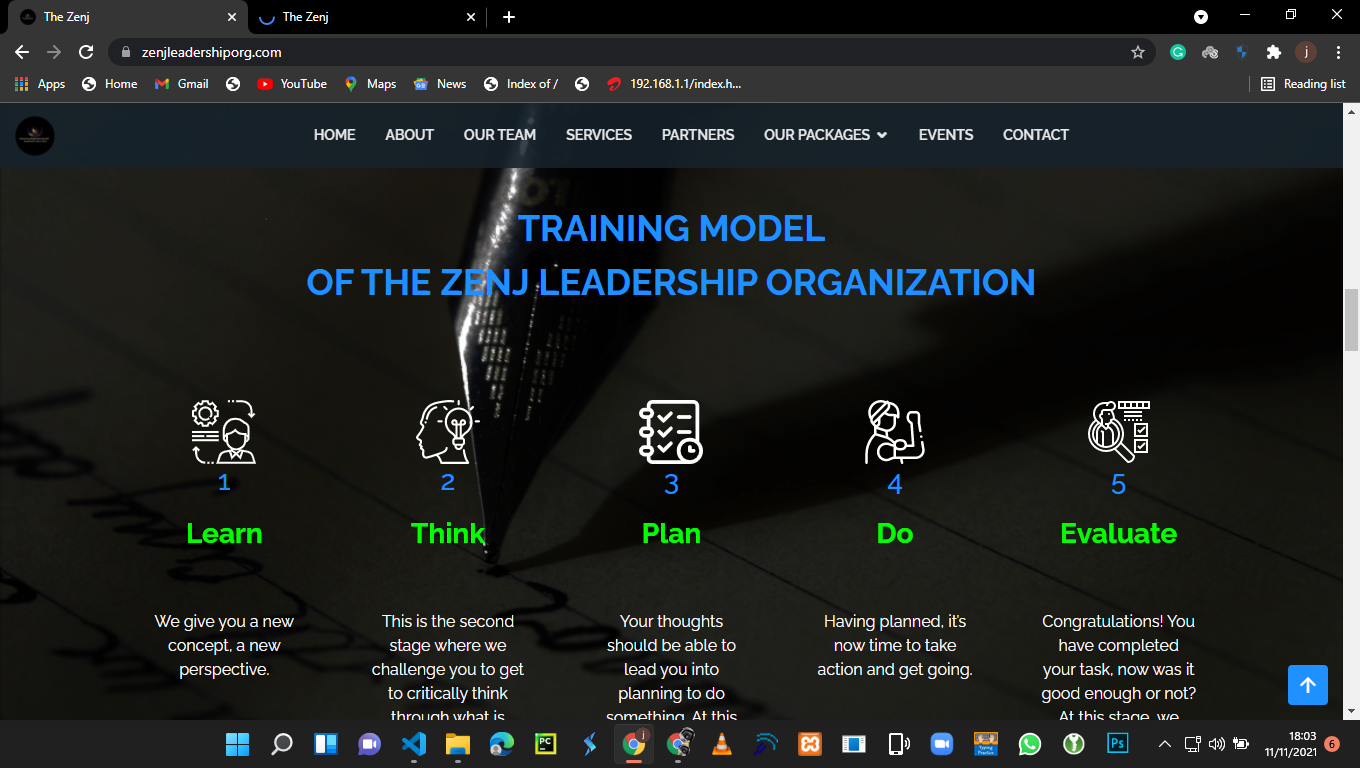 The Zenj
The Zenj
zenjleadershiporg.com
j
Apps
Home
Gmail
YouTube
Maps
News
Index of /
192.168.1.1/index.h...
Reading list
HOME
ABOUT
OUR TEAM
SERVICES
PARTNERS
OUR PACKAGES
EVENTS
CONTACT
TRAINING MODEL
OF THE ZENJ LEADERSHIP ORGANIZATION
1
Learn
We give you a new
concept, a new
perspective.
2
Think
This is the second
stage where we
challenge you to get
to critically think
through what is
3
Plan
Your thoughts
should be able to
lead you into
planning to do
something. At this
4
Do
Having planned, it's
now time to take
action and get going.
5
Evaluate
Congratulations! You
have completed
your task, now was it
good enough or not?
At this stage, we
PC
Ps
18:03
11/11/2021
6